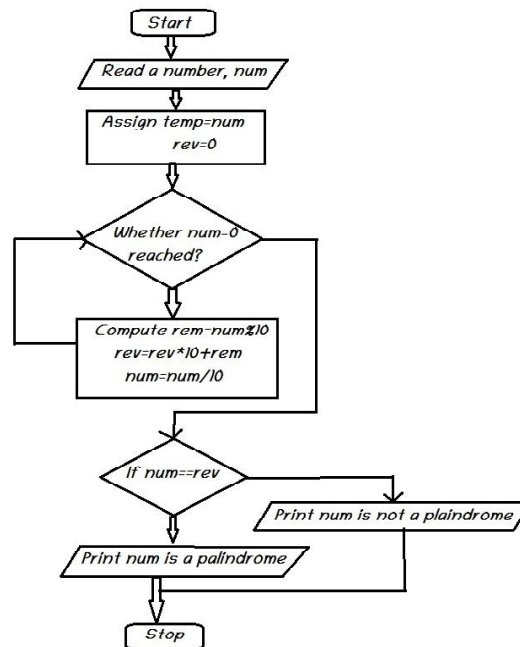 Start
Read a number, num
Assign temp=num
rev=0
Whether num=0
reached?
Compute rem=num%10
rev=rev*10+rem
num=num/10
If num==rev
Print num is not a plaindrome
Print num is a palindrome
Stop